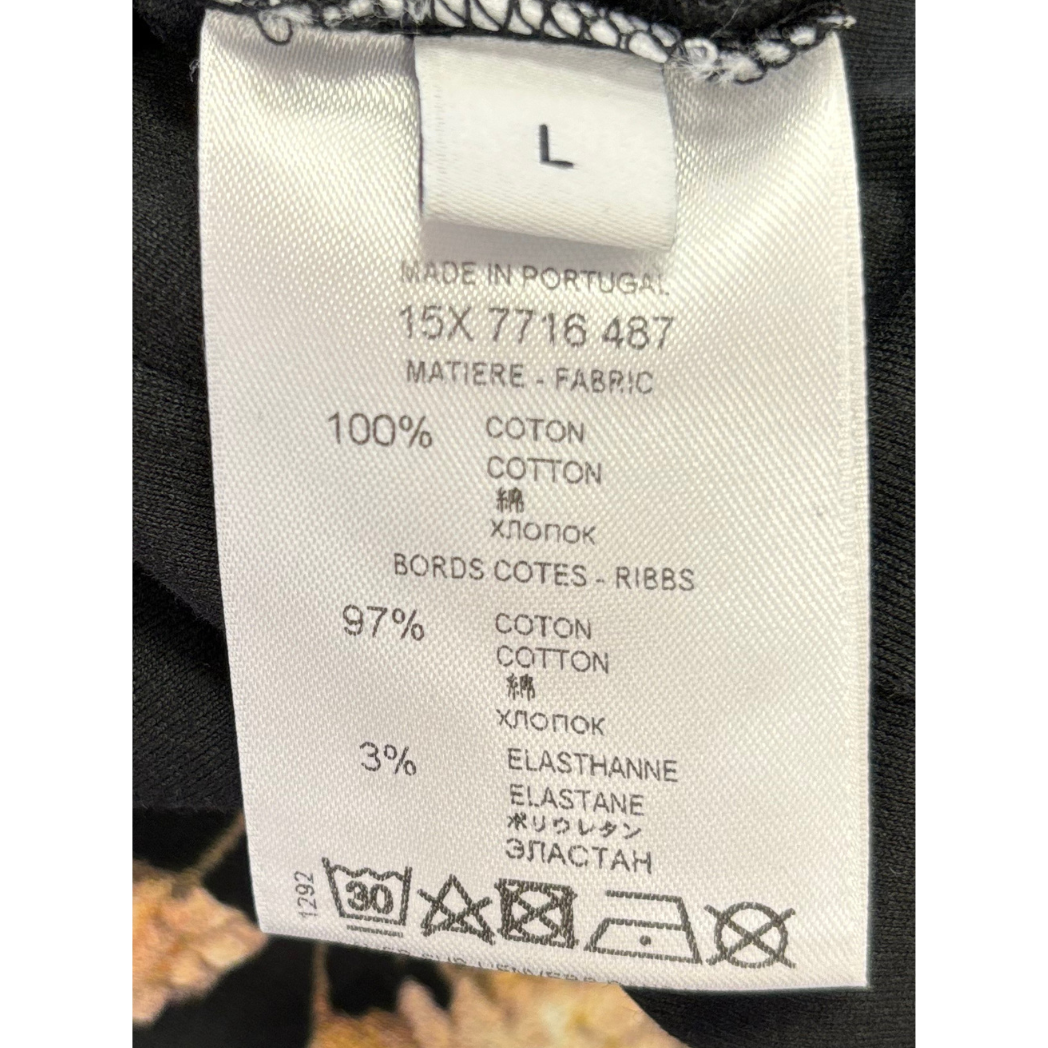 L
MADE IN PORTUGAL
15X 7716 487
MATIERE - FABRIC
100% COTON
COTTON
綿
ХЛОПОК
BORDS COTES - RIBBS
97% COTON
COTTON
綿
ХЛОПОК
3% ELASTHANNE
ELASTANE
ポリウレタン
ЭЛАСТАН
1292
30